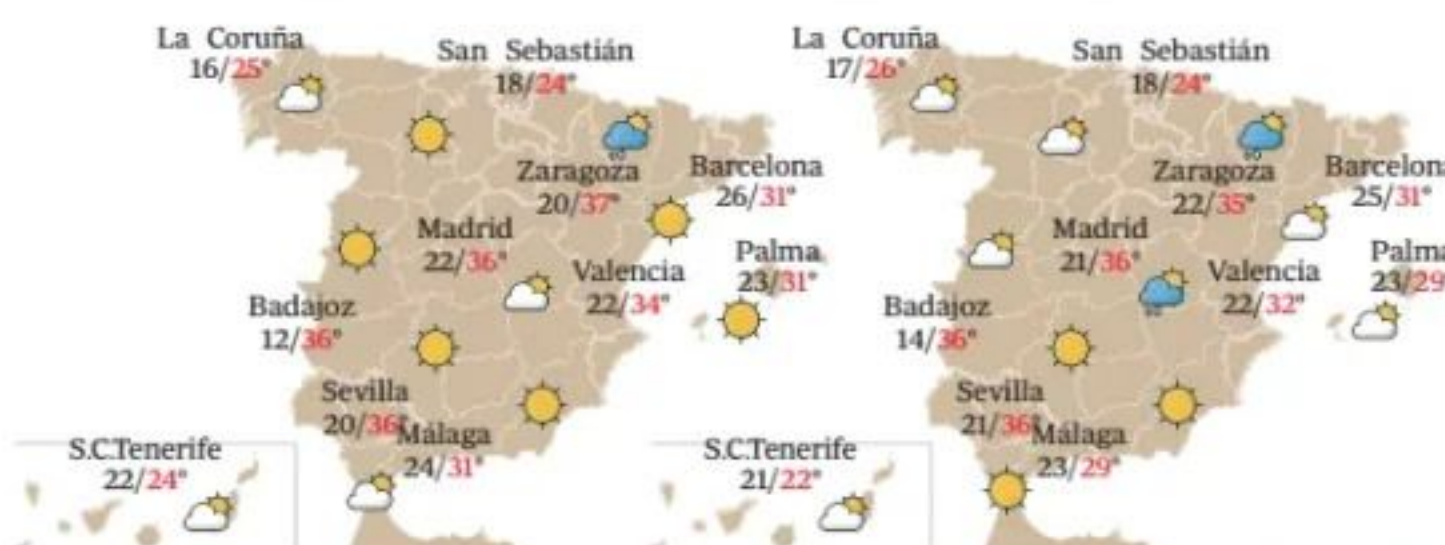 La Coruña
16/25°
San Sebastián
18/24°
Zaragoza
20/37°
Barcelona
26/31°
Madrid
22/36°
Palma
23/31°
Valencia
22/34°
Badajoz
12/36°
Sevilla
20/36°
Málaga
24/31°
S.C.Tenerife
22/24°
La Coruña
17/26°
San Sebastián
18/24°
Zaragoza
22/35°
Barcelona
25/31°
Madrid
21/36°
Palma
23/29
Valencia
22/32°
Badajoz
14/36°
Sevilla
21/36°
Málaga
23/29°
S.C.Tenerife
21/22°